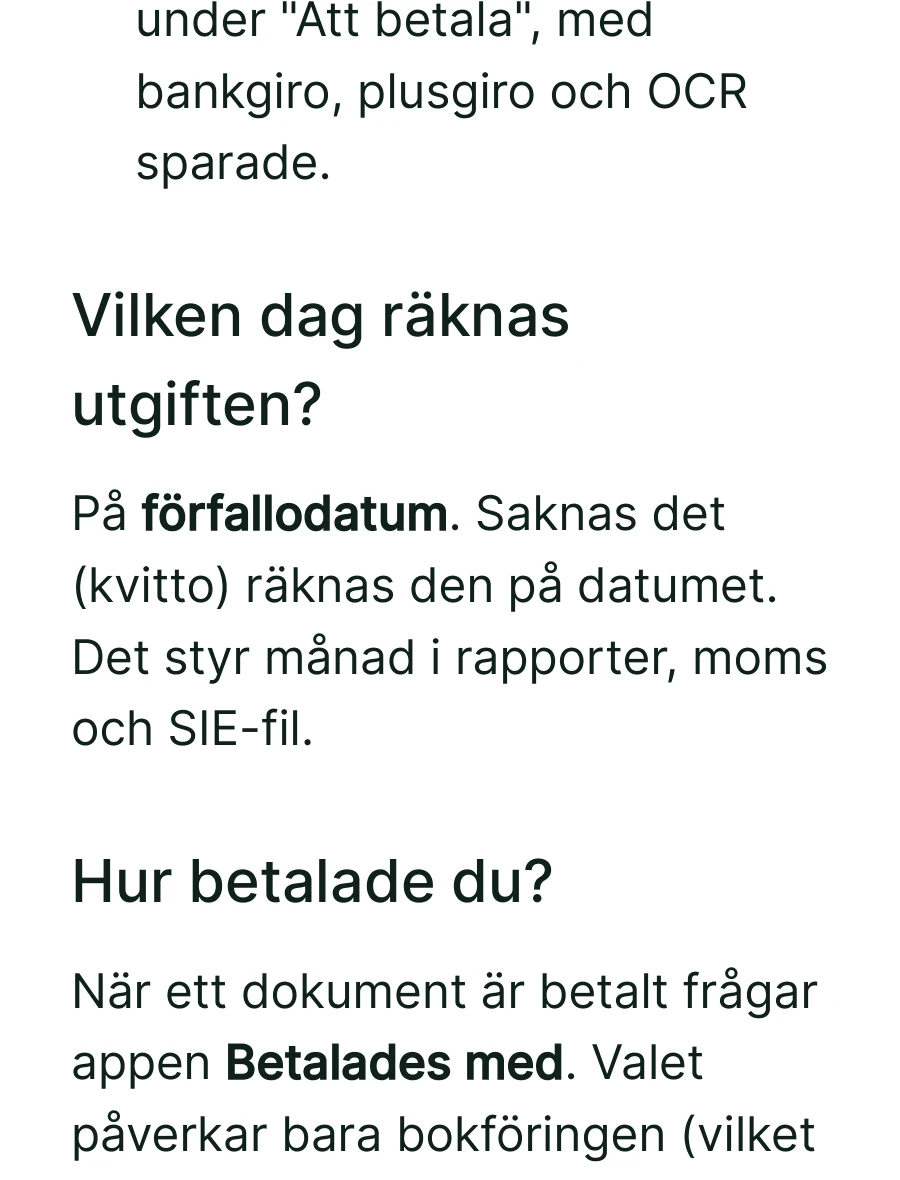 under "Att betala", med
bankgiro, plusgiro och OCR
sparade.
Vilken dag räknas
utgiften?
På förfallodatum. Saknas det
(kvitto) räknas den på datumet.
Det styr månad i rapporter, moms
och SIE-fil.
Hur betalade du?
När ett dokument är betalt frågar
appen Betalades med. Valet
påverkar bara bokföringen (vilket